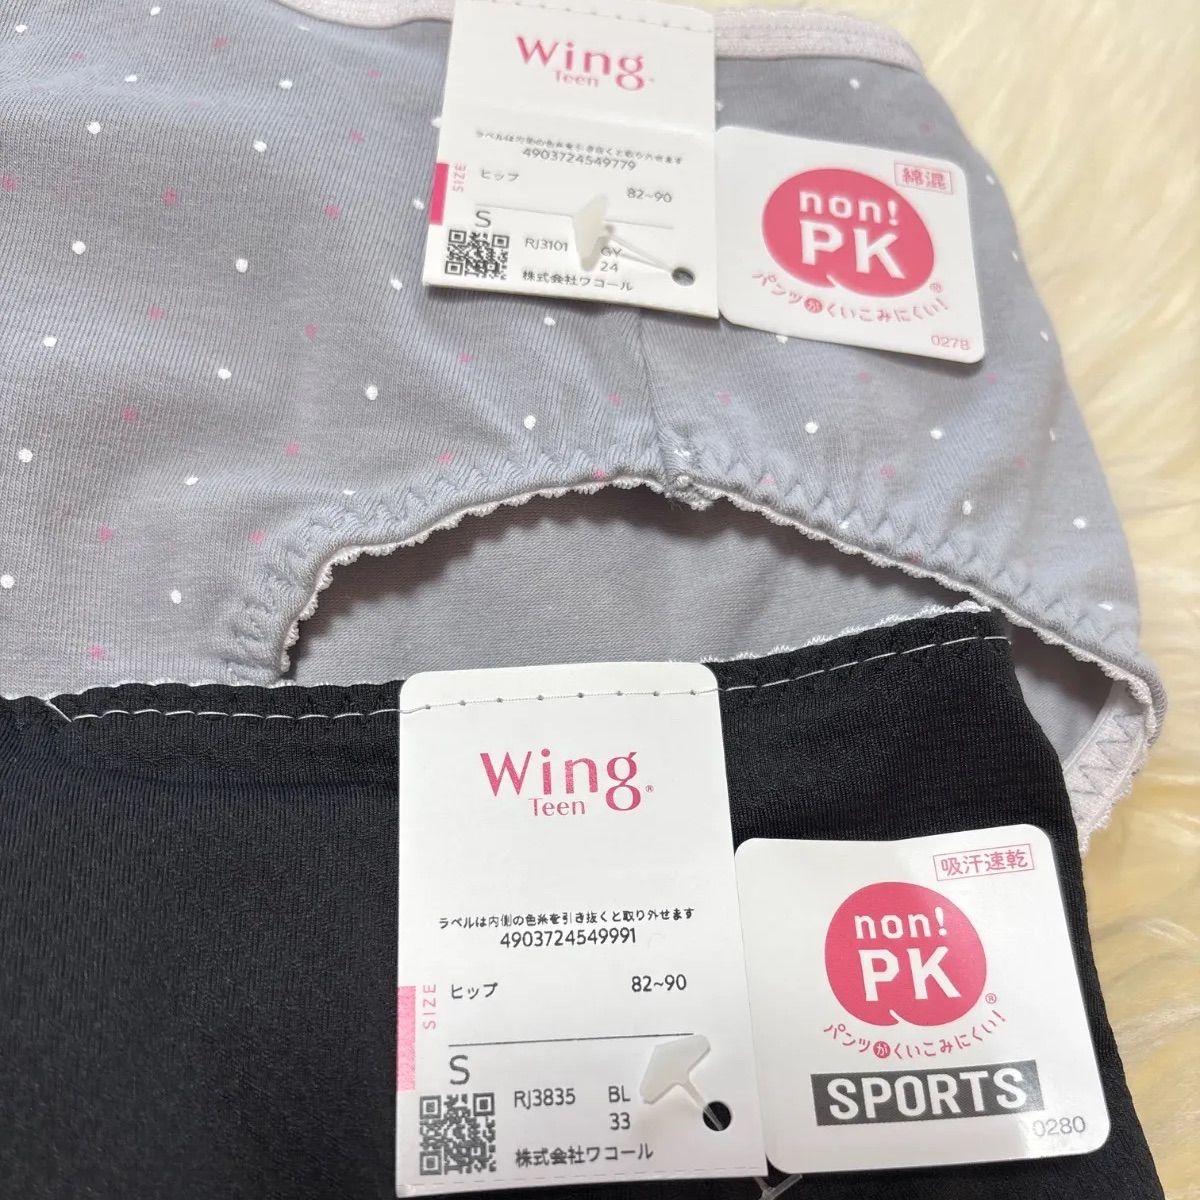 Wing
Teen
ラベルは内側の色糸を引き抜くと取り外せます
4903724549779
SIZE
ヒップ 82~90
S
RJ3101 GY
24
株式会社ワコール
綿混
non!
PK
パンツがくいこみにくい!
0278
Wing
Teen
ラベルは内側の色糸を引き抜くと取り外せます
4903724549991
SIZE
ヒップ 82~90
S
RJ3835 BL
33
株式会社ワコール
吸汗速乾
non!
PK
パンツがくいこみにくい!
SPORTS
0280